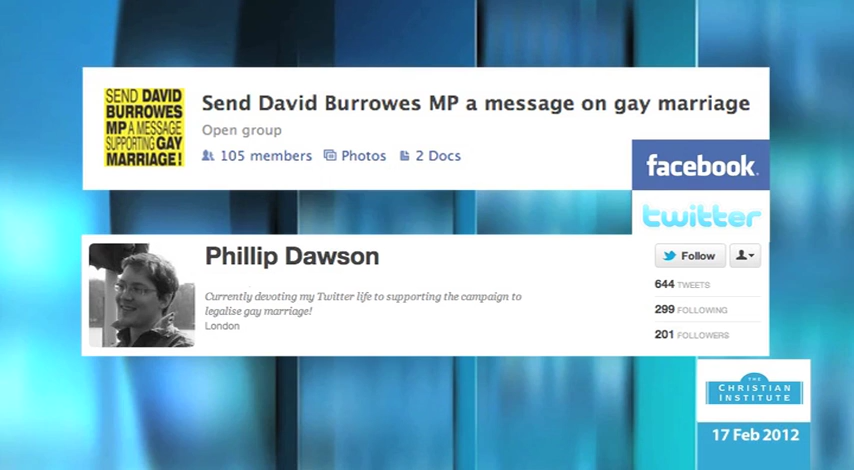 SEND DAVID
BURROWES
MP A MESSAGE
SUPPORTING GAY
MARRIAGE!
Send David Burrowes MP a message on gay marriage
Open group
105 members Photos 2 Docs
facebook
twitter
Phillip Dawson
Currently devoting my Twitter life to supporting the campaign to
legalise gay marriage!
London
Follow
644 TWEETS
299 FOLLOWING
201 FOLLOWERS
THE
CHRISTIAN
INSTITUTE
17 Feb 2012